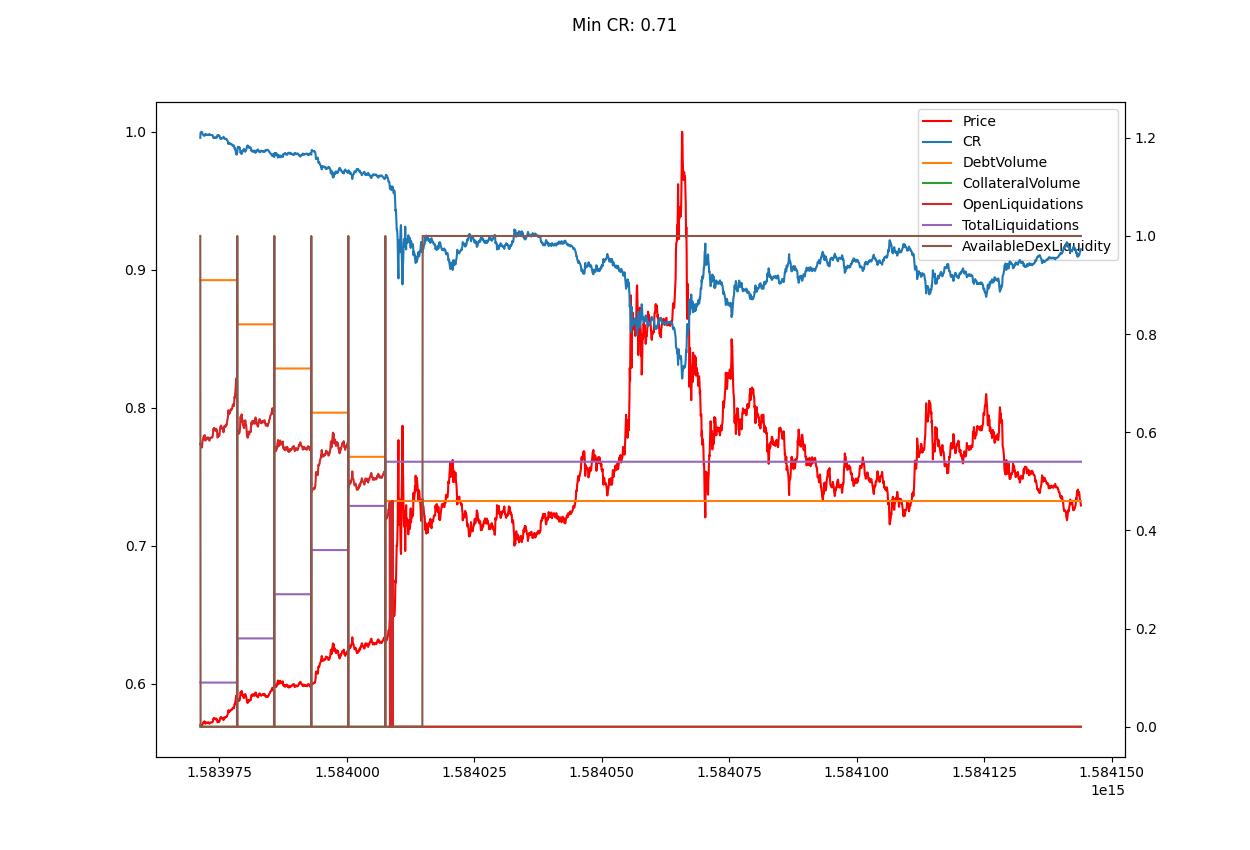 Min CR: 0.71
1.0
0.9
0.8
0.7
0.6
1.2
1.0
0.8
0.6
0.4
0.2
0.0
Price
CR
DebtVolume
CollateralVolume
OpenLiquidations
TotalLiquidations
AvailableDexLiquidity
1.583975 1.584000 1.584025 1.584050 1.584075 1.584100 1.584125 1.584150
1e15